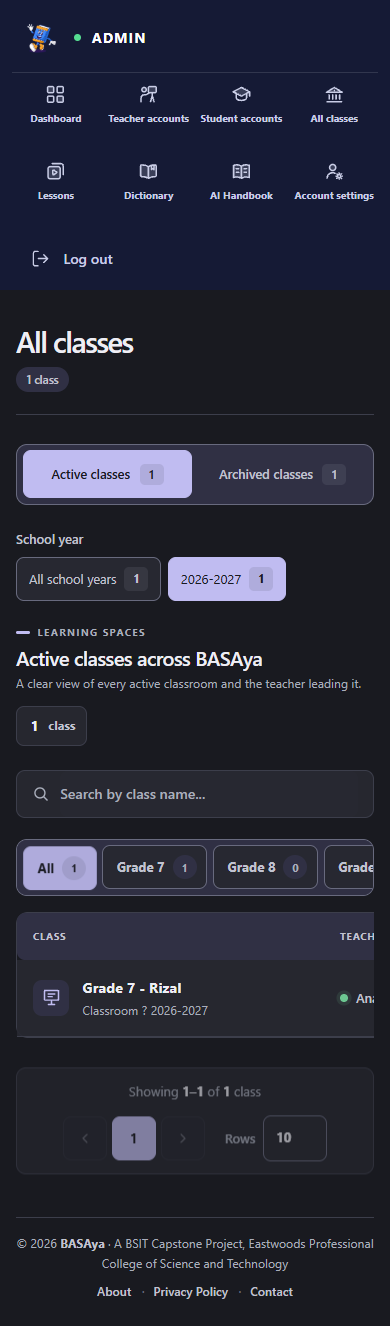 ADMIN
Dashboard
Teacher accounts
Student accounts
All classes
Lessons
Dictionary
AI Handbook
Account settings
Log out
All classes
1 class
Active classes 1
Archived classes 1
School year
All school years 1
2026-2027 1
LEARNING SPACES
Active classes across BASAya
A clear view of every active classroom and the teacher leading it.
1 class
Search by class name...
All 1
Grade 7 1
Grade 8 0
Grade
CLASS
TEACH
Grade 7 - Rizal
Classroom ? 2026-2027
Ana
Showing 1–1 of 1 class
1
Rows 10
© 2026 BASAya · A BSIT Capstone Project, Eastwoods Professional
College of Science and Technology
About · Privacy Policy · Contact